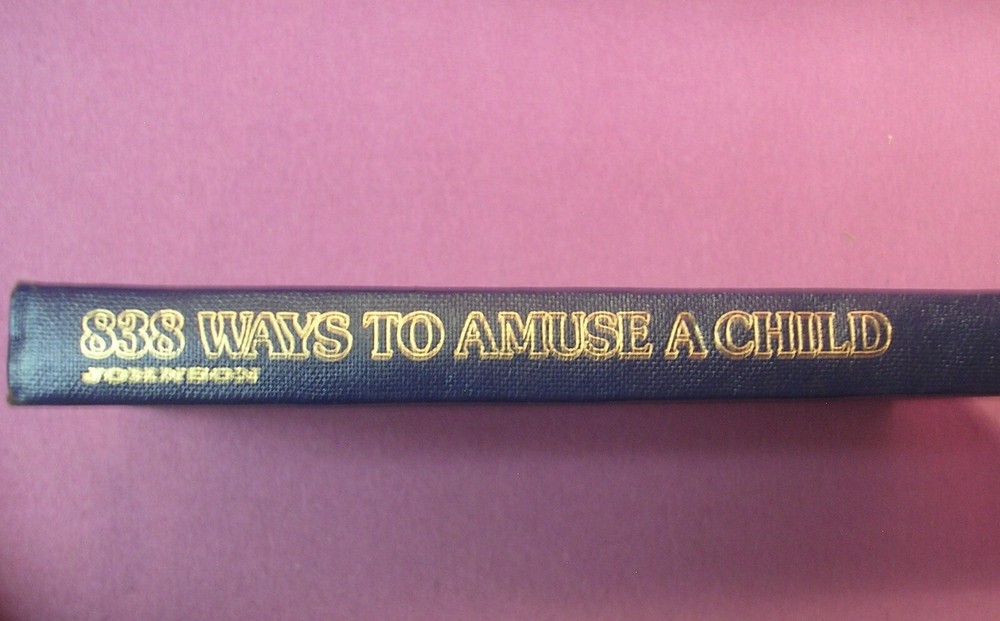 838 WAYS TO AMUSE A CHILD
JOHNSON